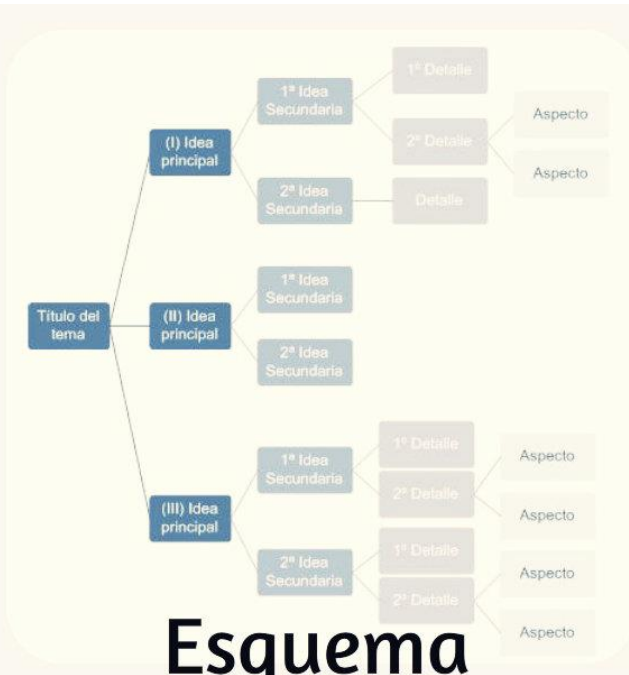 Título del
tema
(I) Idea
principal
1ª Idea
Secundaria
1º Detalle
2º Detalle
Aspecto
Aspecto
2ª Idea
Secundaria
Detalle
(II) Idea
principal
1ª Idea
Secundaria
2ª Idea
Secundaria
(III) Idea
principal
1ª Idea
Secundaria
1º Detalle
2º Detalle
Aspecto
Aspecto
2ª Idea
Secundaria
1º Detalle
2º Detalle
Aspecto
Aspecto
Esquema